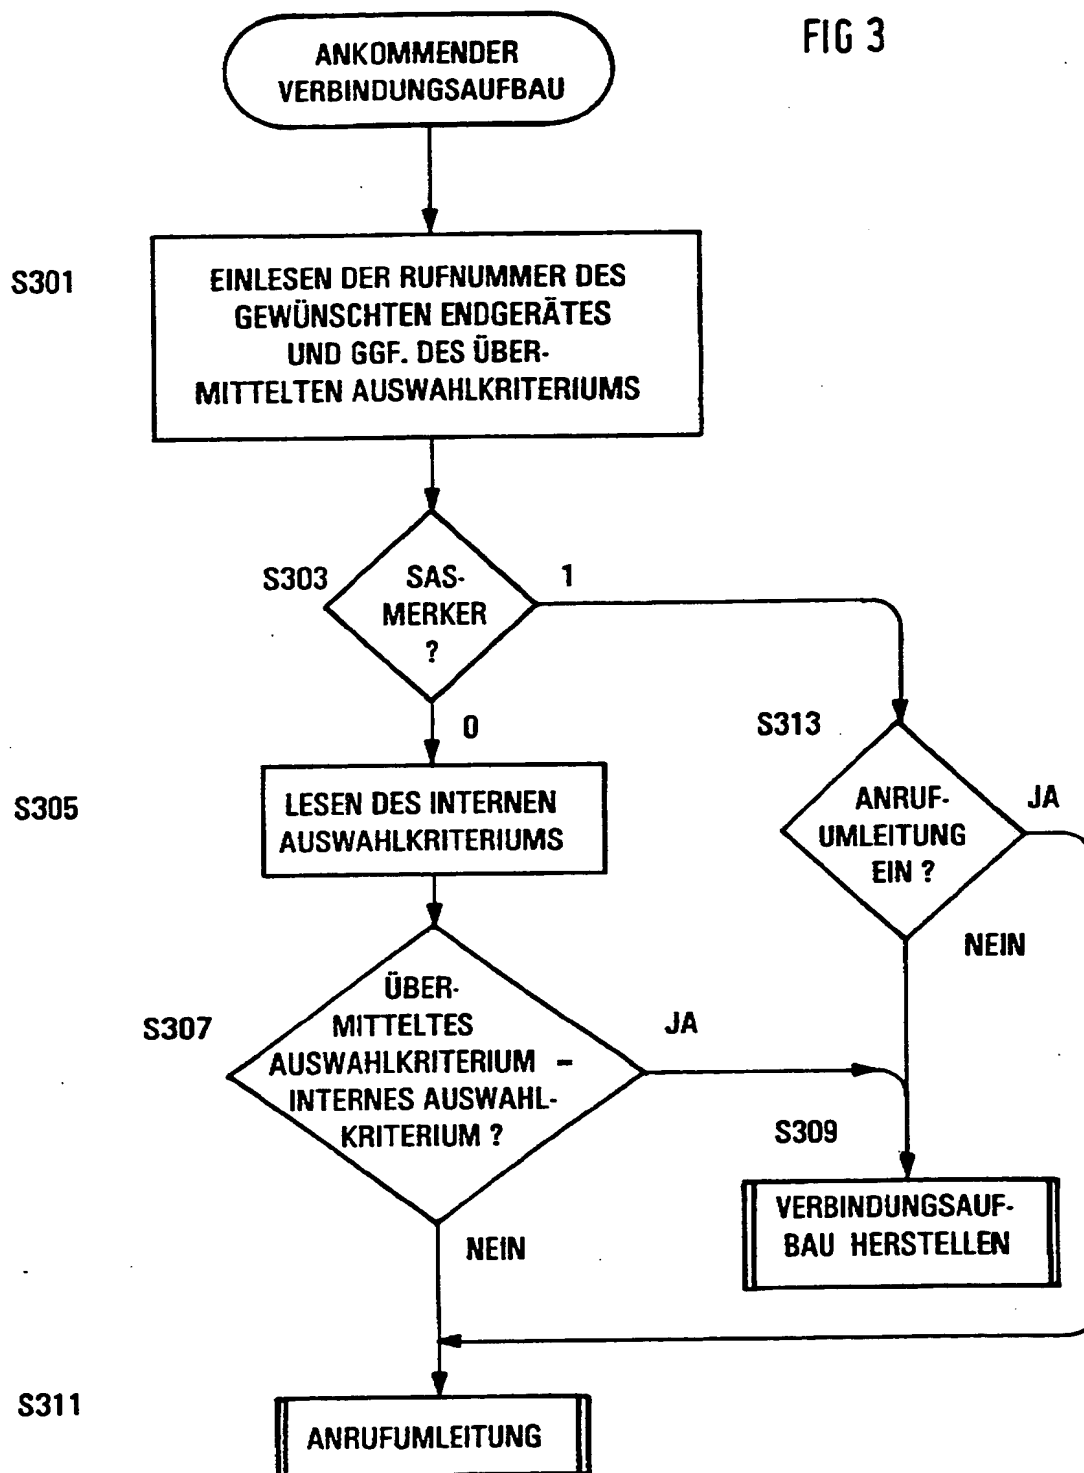 FIG 3
ANKOMMENDER
VERBINDUNGSAUFBAU
S301
EINLESEN DER RUFNUMMER DES
GEWÜNSCHTEN ENDGERÄTES
UND GGF. DES ÜBER-
MITTELTEN AUSWAHLKRITERIUMS
S303
SAS-
MERKER
?
1
0
S313
ANRUF-
UMLEITUNG
EIN ?
JA
NEIN
S305
LESEN DES INTERNEN
AUSWAHLKRITERIUMS
S307
ÜBER-
MITTELTES
AUSWAHLKRITERIUM –
INTERNES AUSWAHL-
KRITERIUM ?
JA
NEIN
S309
VERBINDUNGSAUF-
BAU HERSTELLEN
S311
ANRUFUMLEITUNG